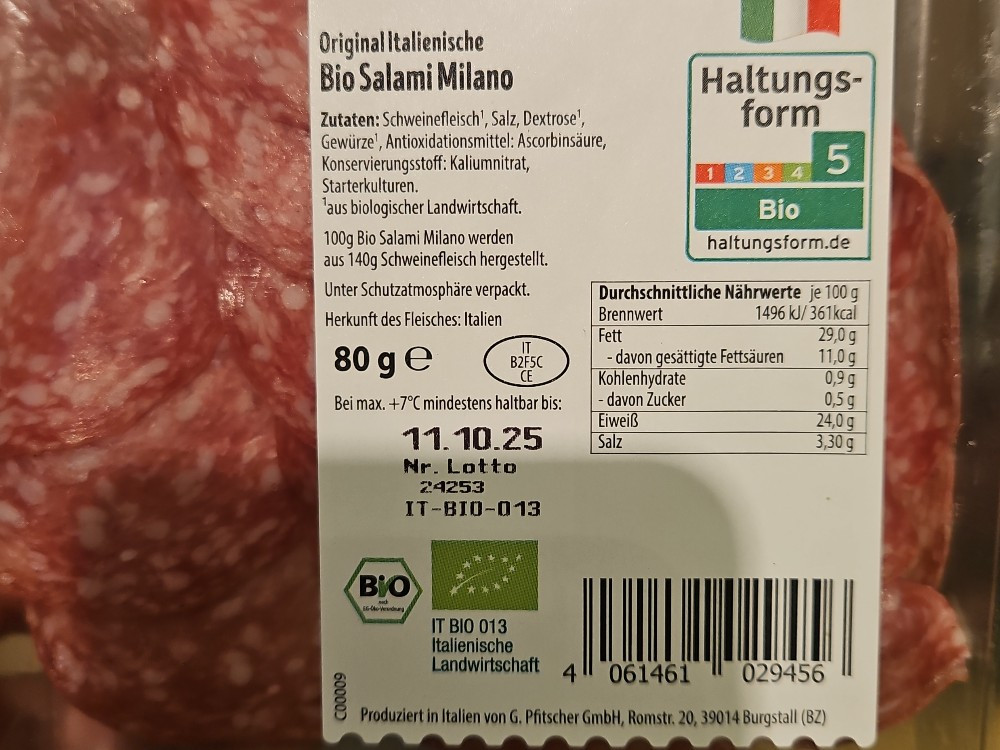 Original Italienische
Bio Salami Milano
Zutaten: Schweinefleisch¹, Salz, Dextrose¹,
Gewürze¹, Antioxidationsmittel: Ascorbinsäure,
Konservierungsstoff: Kaliumnitrat,
Starterkulturen.
¹aus biologischer Landwirtschaft.
100g Bio Salami Milano werden
aus 140g Schweinefleisch hergestellt.
Unter Schutzatmosphäre verpackt.
Herkunft des Fleisches: Italien
80 g ℮
IT
B2F5C
CE
Bei max. +7°C mindestens haltbar bis:
11.10.25
Nr. Lotto
24253
IT-BIO-013
Haltungs-
form
1 2 3 4 5
Bio
haltungsform.de
Durchschnittliche Nährwerte je 100 g
Brennwert 1496 kJ/ 361kcal
Fett 29,0 g
- davon gesättigte Fettsäuren 11,0 g
Kohlenhydrate 0,9 g
- davon Zucker 0,5 g
Eiweiß 24,0 g
Salz 3,30 g
BiO
nach
EG-Öko-Verordnung
IT BIO 013
Italienische
Landwirtschaft
4 061461 029456
C00009
Produziert in Italien von G. Pfitscher GmbH, Romstr. 20, 39014 Burgstall (BZ)